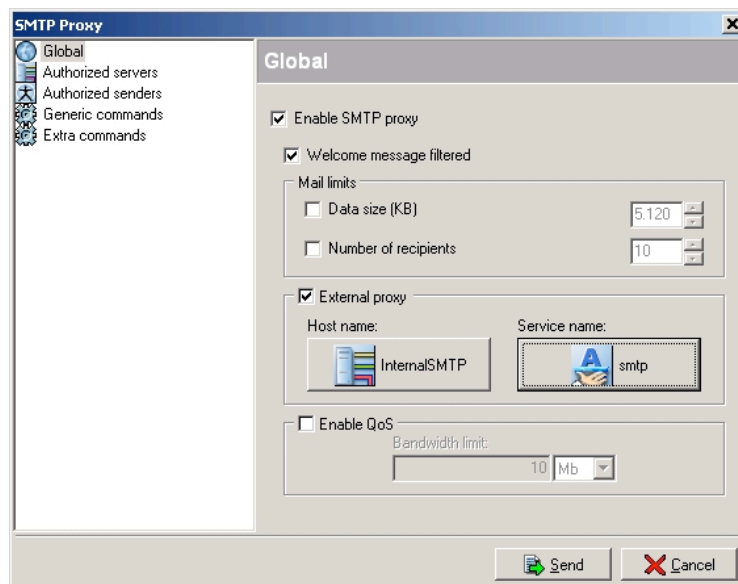 SMTP Proxy
Global
Authorized servers
Authorized senders
Generic commands
Extra commands
Global
Enable SMTP proxy
Welcome message filtered
Mail limits
Data size (KB) 5.120
Number of recipients 10
External proxy
Host name: Service name:
InternalSMTP smtp
Enable QoS
Bandwidth limit:
10 Mb
Send Cancel